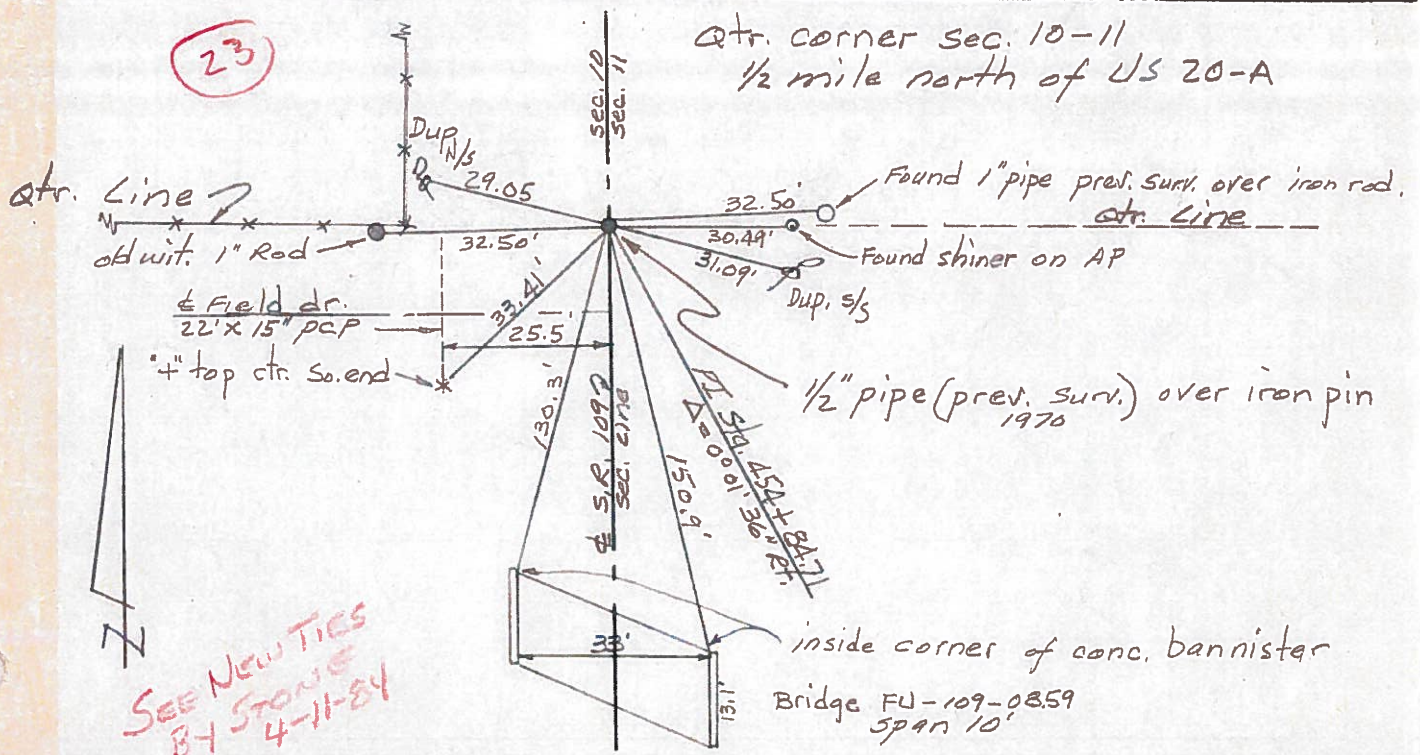 23
Qtr. corner sec. 10-11
1/2 mile north of US 20-A
sec. 10
sec. 11
Dup. N/S
29.05
Qtr. Line
32.50'
Found 1" pipe prev. surv. over iron rod.
Qtr. Line
30.49'
Found shiner on AP
31.09'
Dup. S/S
old wit. 1" Rod
32.50'
33.41'
℄ Field dr.
22' x 15" PCP
25.5'
"+" top ctr. So. end
1/2" pipe (prev. surv.) over iron pin
1970
130.3'
℄ S.R. 109
sec. line
150.9'
PI Sta. 454+84.71
Δ=0°01'36" Rt.
N
33'
13.1'
inside corner of conc. bannister
Bridge FU-109-0859
span 10'
SEE NEW TIES
BY STONE
4-11-84